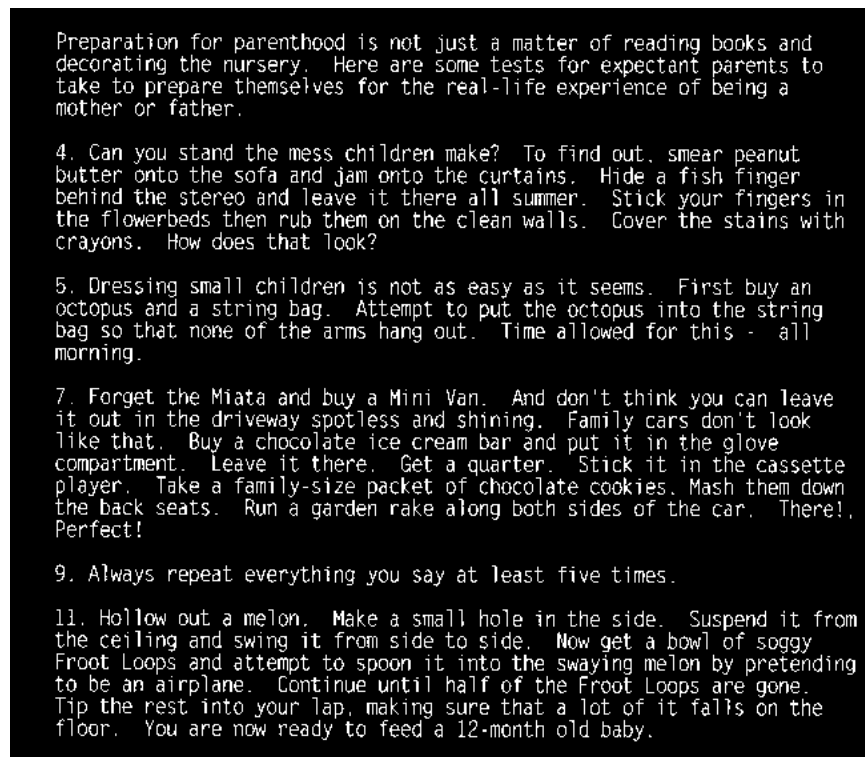 Preparation for parenthood is not just a matter of reading books and
decorating the nursery.  Here are some tests for expectant parents to
take to prepare themselves for the real-life experience of being a
mother or father.

4. Can you stand the mess children make?  To find out, smear peanut
butter onto the sofa and jam onto the curtains.  Hide a fish finger
behind the stereo and leave it there all summer.  Stick your fingers in
the flowerbeds then rub them on the clean walls.  Cover the stains with
crayons.  How does that look?

5. Dressing small children is not as easy as it seems.  First buy an
octopus and a string bag.  Attempt to put the octopus into the string
bag so that none of the arms hang out.  Time allowed for this -  all
morning.

7. Forget the Miata and buy a Mini Van.  And don't think you can leave
it out in the driveway spotless and shining.  Family cars don't look
like that.  Buy a chocolate ice cream bar and put it in the glove
compartment.  Leave it there.  Get a quarter.  Stick it in the cassette
player.  Take a family-size packet of chocolate cookies. Mash them down
the back seats.  Run a garden rake along both sides of the car.  There!,
Perfect!

9. Always repeat everything you say at least five times.

11. Hollow out a melon.  Make a small hole in the side.  Suspend it from
the ceiling and swing it from side to side.  Now get a bowl of soggy
Froot Loops and attempt to spoon it into the swaying melon by pretending
to be an airplane.  Continue until half of the Froot Loops are gone.
Tip the rest into your lap, making sure that a lot of it falls on the
floor.  You are now ready to feed a 12-month old baby.